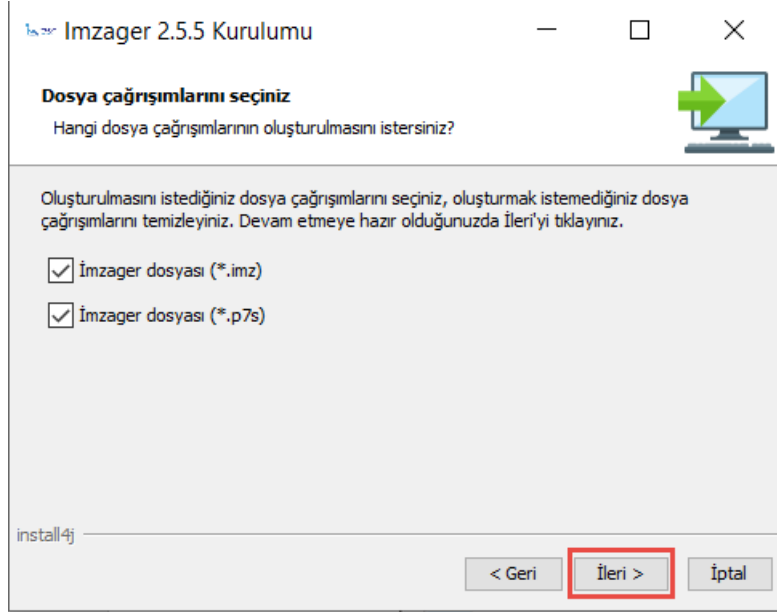 Imzager 2.5.5 Kurulumu
Dosya çağrışımlarını seçiniz
Hangi dosya çağrışımlarının oluşturulmasını istersiniz?
Oluşturulmasını istediğiniz dosya çağrışımlarını seçiniz, oluşturmak istemediğiniz dosya
çağrışımlarını temizleyiniz. Devam etmeye hazır olduğunuzda İleri'yi tıklayınız.
İmzager dosyası (*.imz)
İmzager dosyası (*.p7s)
install4j
< Geri İleri > İptal